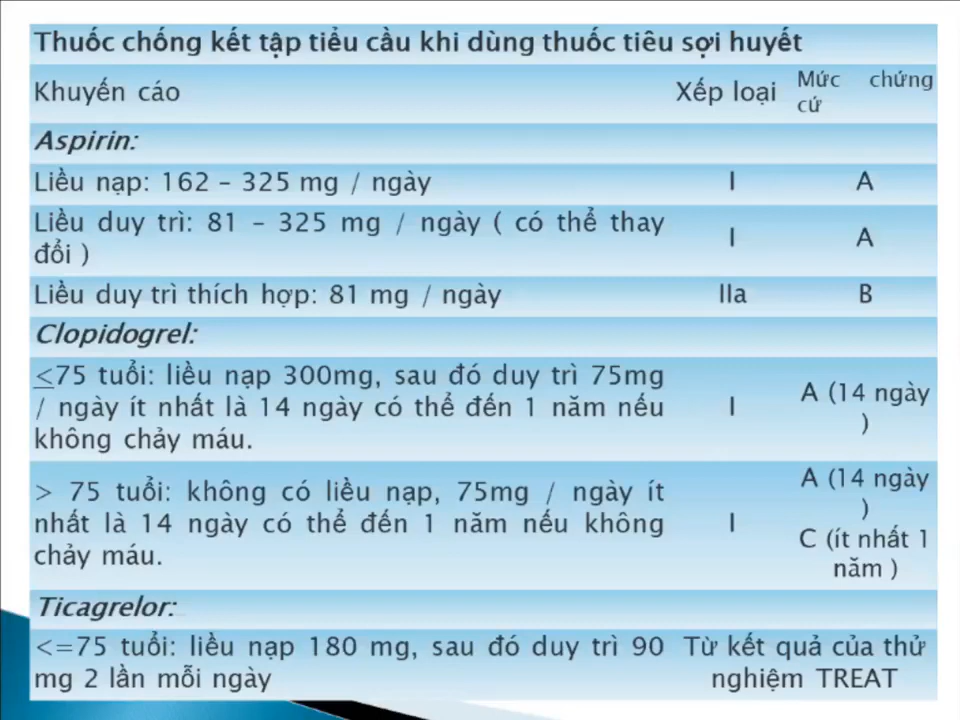 Thuốc chống kết tập tiểu cầu khi dùng thuốc tiêu sợi huyết
Khuyến cáo
Xếp loại
Mức chứng
cứ
Aspirin:
Liều nạp: 162 – 325 mg / ngày
I
A
Liều duy trì: 81 – 325 mg / ngày ( có thể thay
đổi )
I
A
Liều duy trì thích hợp: 81 mg / ngày
IIa
B
Clopidogrel:
<75 tuổi: liều nạp 300mg, sau đó duy trì 75mg
/ ngày ít nhất là 14 ngày có thể đến 1 năm nếu
không chảy máu.
I
A (14 ngày
)
> 75 tuổi: không có liều nạp, 75mg / ngày ít
nhất là 14 ngày có thể đến 1 năm nếu không
chảy máu.
I
A (14 ngày
)
C (ít nhất 1
năm )
Ticagrelor:
<=75 tuổi: liều nạp 180 mg, sau đó duy trì 90
mg 2 lần mỗi ngày
Từ kết quả của thử
nghiệm TREAT